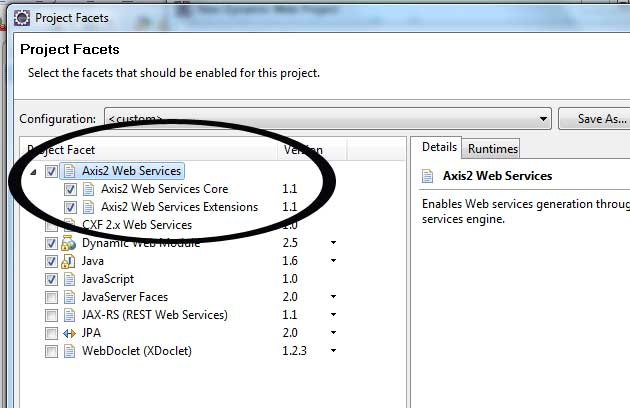 Project Facets
New Dynamic Web Project
Project Facets
Select the facets that should be enabled for this project.
Configuration: <custom> Save As...
Project Facet Version
Axis2 Web Services
Axis2 Web Services Core 1.1
Axis2 Web Services Extensions 1.1
CXF 2.x Web Services 1.0
Dynamic Web Module 2.5
Java 1.6
JavaScript 1.0
JavaServer Faces 2.0
JAX-RS (REST Web Services) 1.1
JPA 2.0
WebDoclet (XDoclet) 1.2.3
Details Runtimes
Axis2 Web Services
Enables Web services generation throug
services engine.